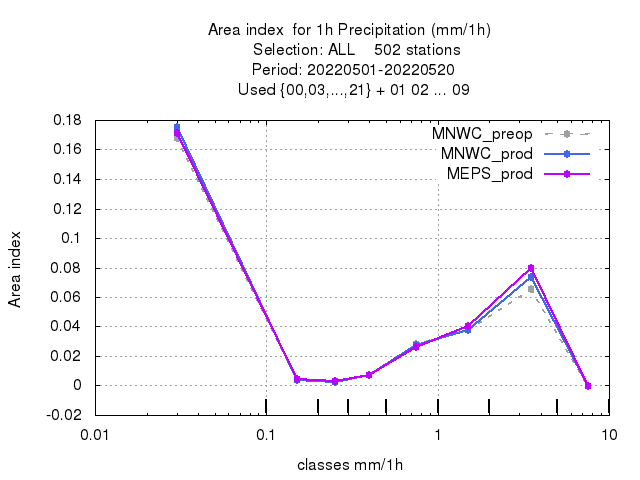 Area index  for 1h Precipitation (mm/1h)
Selection: ALL    502 stations
Period: 20220501-20220520
Used {00,03,...,21} + 01 02 ... 09
MNWC_preop
MNWC_prod
MEPS_prod
0.18
0.16
0.14
0.12
0.1
0.08
0.06
0.04
0.02
0
-0.02
Area index
0.01
0.1
1
10
classes mm/1h